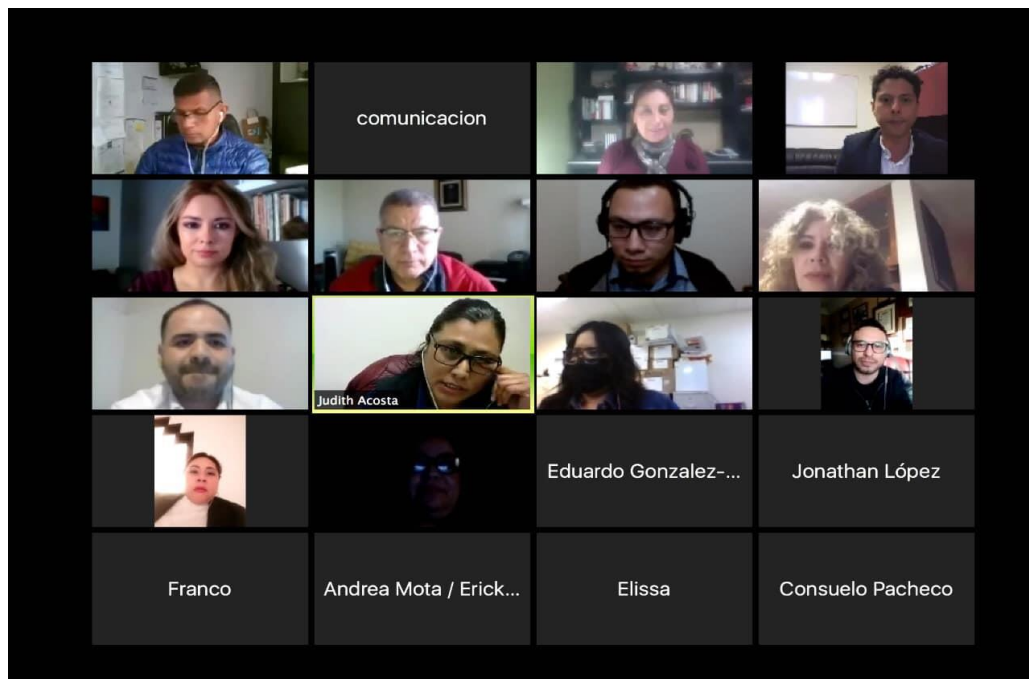 comunicacion
Judith Acosta
Eduardo Gonzalez-...
Jonathan López
Franco
Andrea Mota / Erick...
Elissa
Consuelo Pacheco